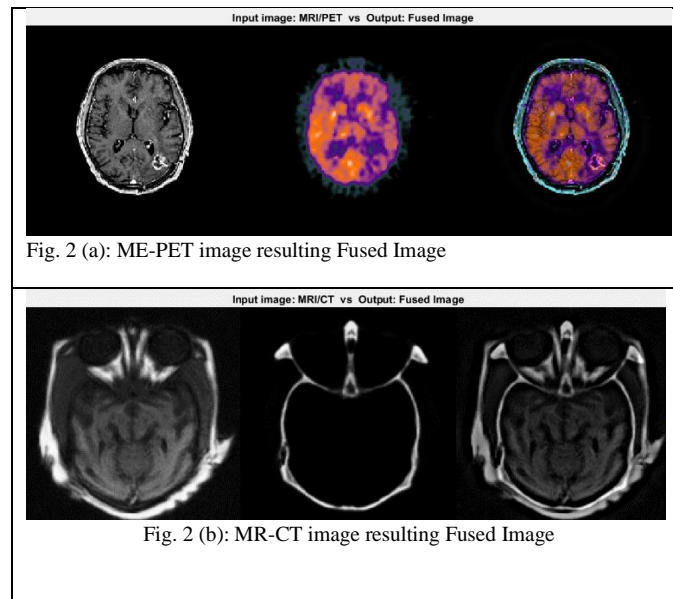 Input image: MRI/PET vs Output: Fused Image
Fig. 2 (a): ME-PET image resulting Fused Image
Input image: MRI/CT vs Output: Fused Image
Fig. 2 (b): MR-CT image resulting Fused Image